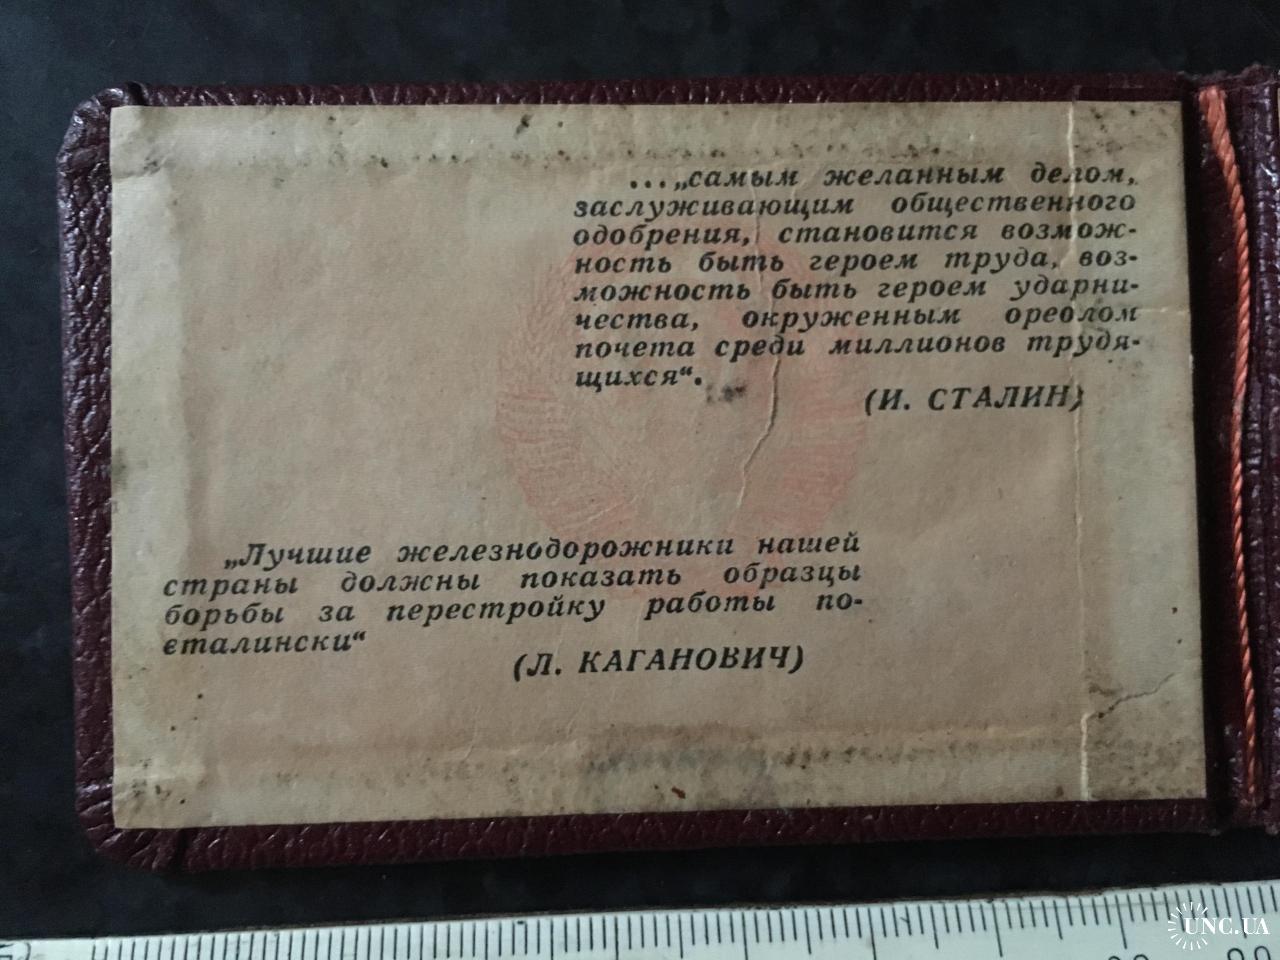 ...„самым желанным делом,
заслуживающим общественного
одобрения, становится возмож-
ность быть героем труда, воз-
можность быть героем ударни-
чества, окруженным ореолом
почета среди миллионов трудя-
щихся“.
(И. СТАЛИН)
„Лучшие железнодорожники нашей
страны должны показать образцы
борьбы за перестройку работы по-
сталински“
(Л. КАГАНОВИЧ)
UNC.UA